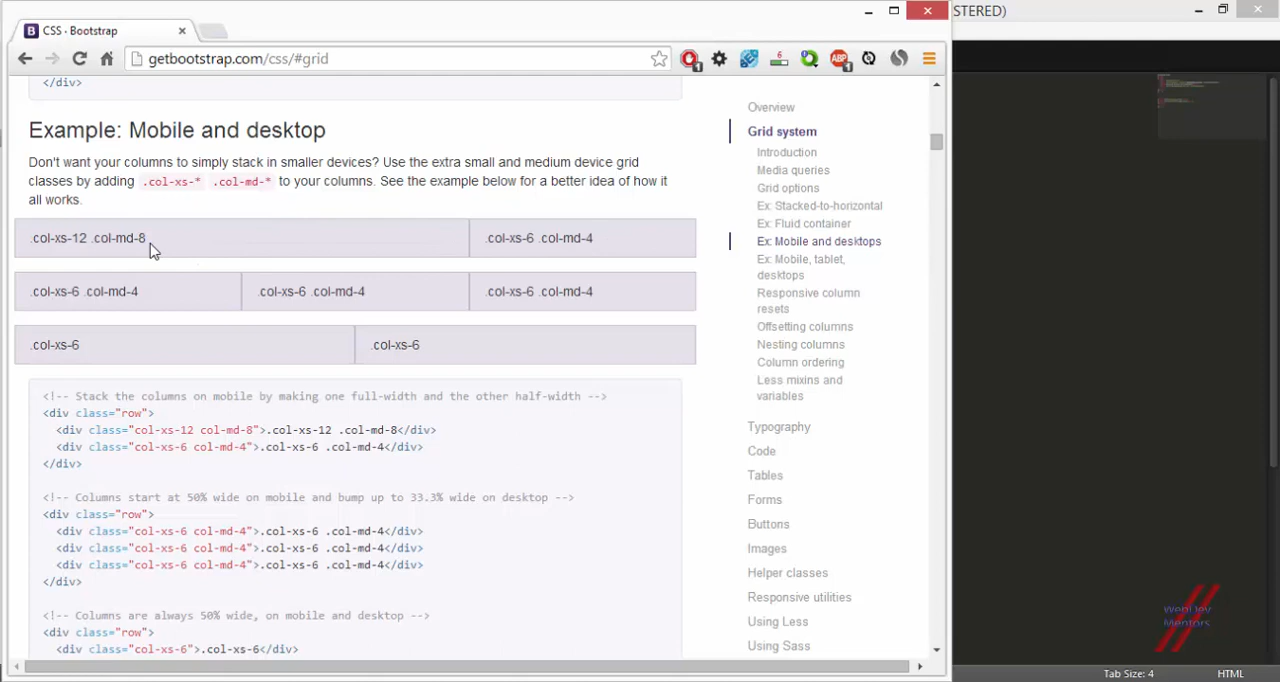 CSS · Bootstrap
STERED)
getbootstrap.com/css/#grid
</div>
Example: Mobile and desktop
Don't want your columns to simply stack in smaller devices? Use the extra small and medium device grid
classes by adding .col-xs-* .col-md-* to your columns. See the example below for a better idea of how it
all works.
.col-xs-12 .col-md-8
.col-xs-6 .col-md-4
.col-xs-6 .col-md-4
.col-xs-6 .col-md-4
.col-xs-6 .col-md-4
.col-xs-6
.col-xs-6
<!-- Stack the columns on mobile by making one full-width and the other half-width -->
<div class="row">
<div class="col-xs-12 col-md-8">.col-xs-12 .col-md-8</div>
<div class="col-xs-6 col-md-4">.col-xs-6 .col-md-4</div>
</div>
<!-- Columns start at 50% wide on mobile and bump up to 33.3% wide on desktop -->
<div class="row">
<div class="col-xs-6 col-md-4">.col-xs-6 .col-md-4</div>
<div class="col-xs-6 col-md-4">.col-xs-6 .col-md-4</div>
<div class="col-xs-6 col-md-4">.col-xs-6 .col-md-4</div>
</div>
<!-- Columns are always 50% wide, on mobile and desktop -->
<div class="row">
<div class="col-xs-6">.col-xs-6</div>
Overview
Grid system
Introduction
Media queries
Grid options
Ex: Stacked-to-horizontal
Ex: Fluid container
Ex: Mobile and desktops
Ex: Mobile, tablet,
desktops
Responsive column
resets
Offsetting columns
Nesting columns
Column ordering
Less mixins and
variables
Typography
Code
Tables
Forms
Buttons
Images
Helper classes
Responsive utilities
Using Less
Using Sass
WebDev
Mentors
Tab Size: 4
HTML